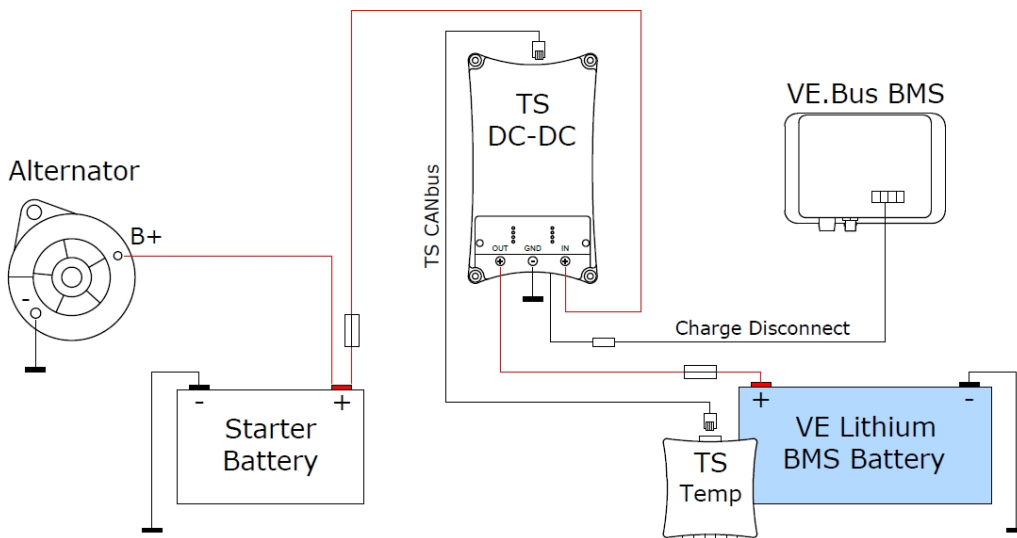 VE.Bus BMS
TS
DC-DC
TS CANbus
Alternator
B+
-
OUT GND IN
+ - +
Charge Disconnect
- +
Starter
Battery
+ -
VE Lithium
BMS Battery
TS
Temp